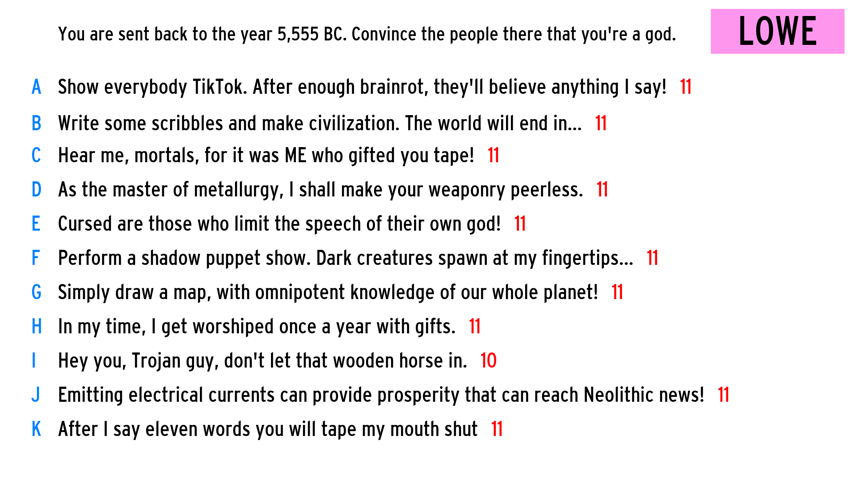 You are sent back to the year 5,555 BC. Convince the people there that you're a god.
LOWE
A Show everybody TikTok. After enough brainrot, they'll believe anything I say! 11
B Write some scribbles and make civilization. The world will end in... 11
C Hear me, mortals, for it was ME who gifted you tape! 11
D As the master of metallurgy, I shall make your weaponry peerless. 11
E Cursed are those who limit the speech of their own god! 11
F Perform a shadow puppet show. Dark creatures spawn at my fingertips... 11
G Simply draw a map, with omnipotent knowledge of our whole planet! 11
H In my time, I get worshiped once a year with gifts. 11
I Hey you, Trojan guy, don't let that wooden horse in. 10
J Emitting electrical currents can provide prosperity that can reach Neolithic news! 11
K After I say eleven words you will tape my mouth shut 11